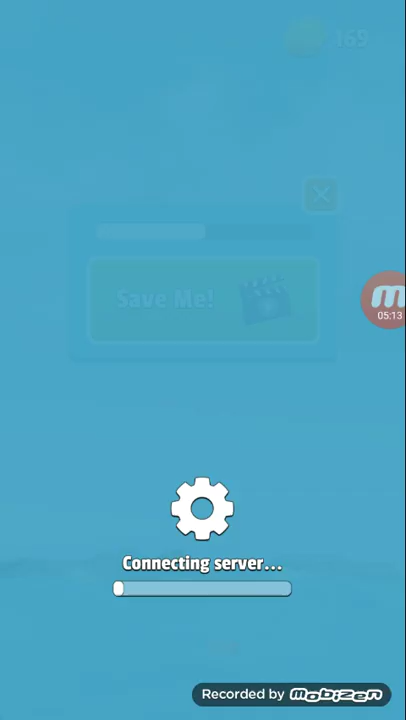 169
Save Me!
05:13
Connecting server...
Recorded by mobizen